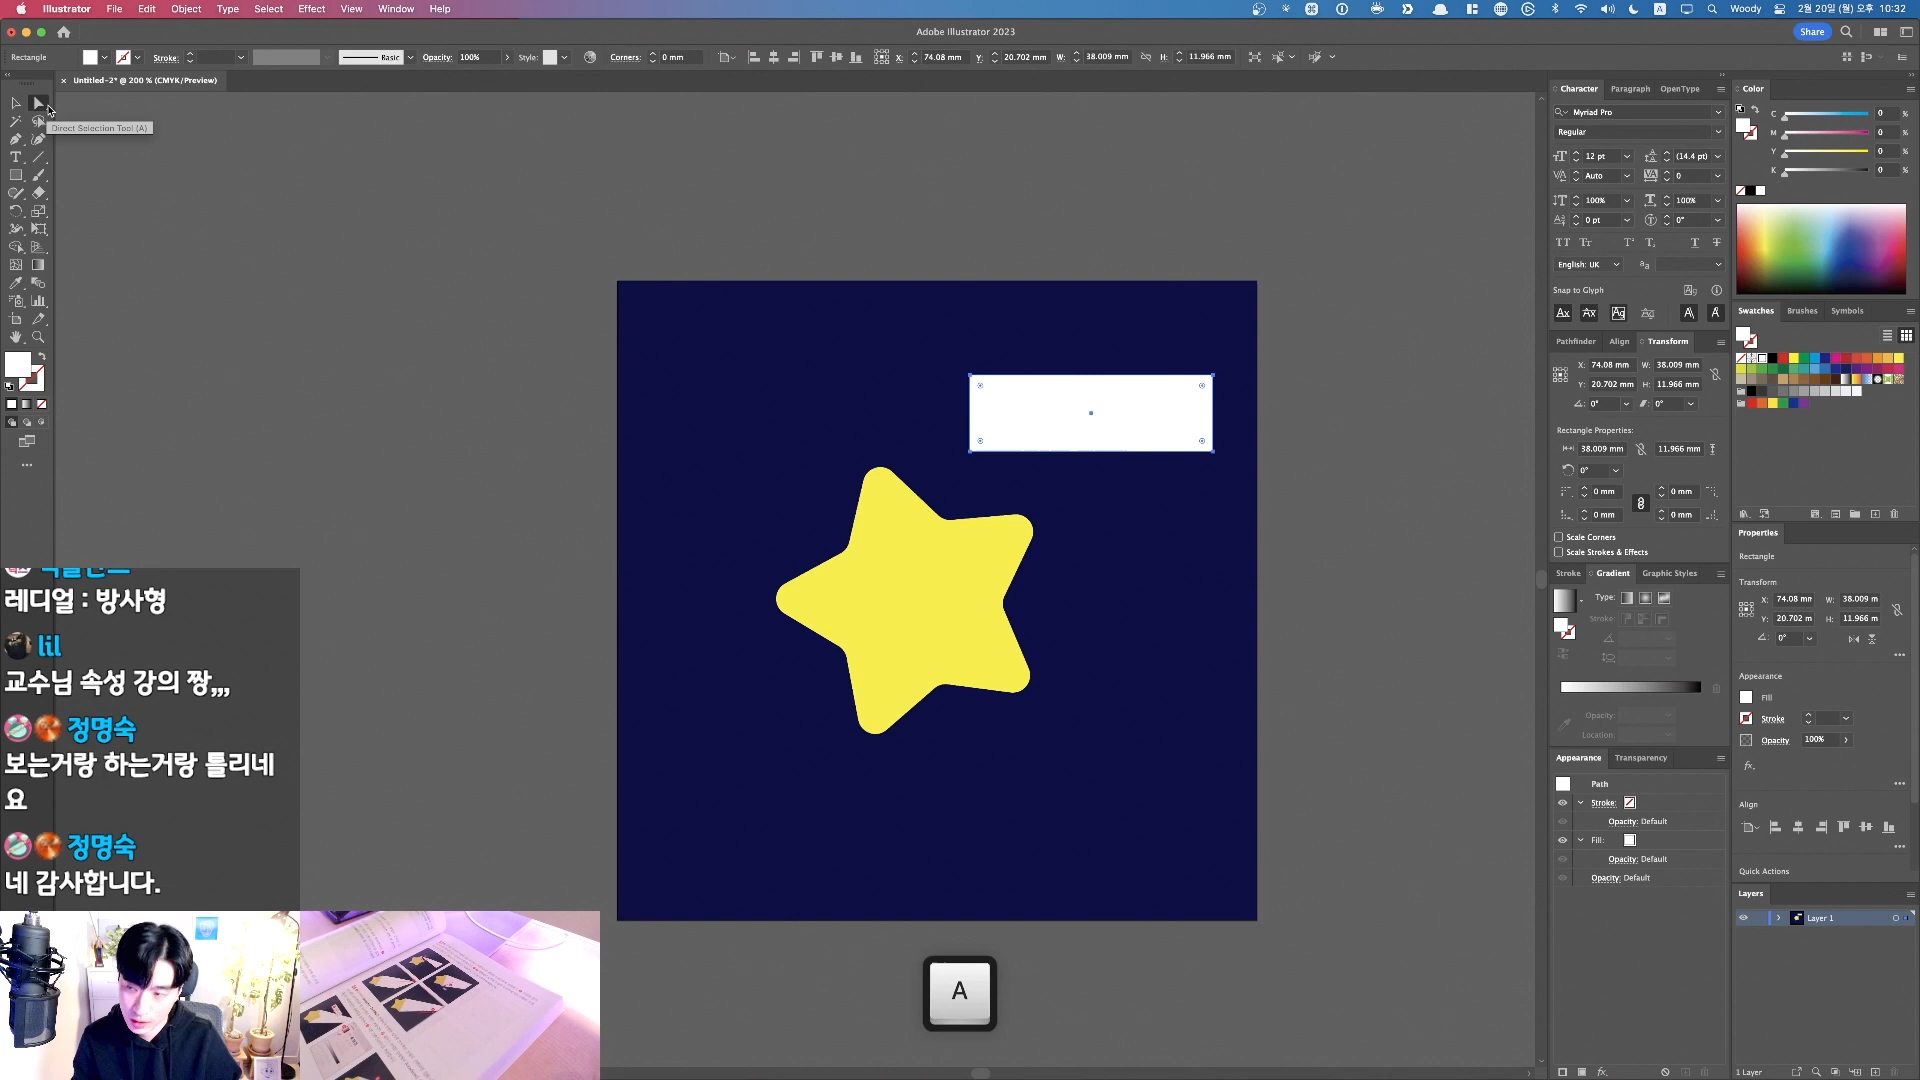 Illustrator File Edit Object Type Select Effect View Window Help
A
Woody
2월 20일 (월) 오후 10:32
Adobe Illustrator 2023
Share
Rectangle
Stroke:
Basic
Opacity: 100%
Style:
Corners: 0 mm
X: 74.08 mm
Y: 20.702 mm
W: 38.009 mm
H: 11.966 mm
Untitled-2* @ 200 % (CMYK/Preview)
Direct Selection Tool (A)
레디얼 : 방사형
lil
교수님 속성 강의 짱,,,
정명숙
보는거랑 하는거랑 틀리네
요
정명숙
네 감사합니다.
A
Character Paragraph OpenType
Myriad Pro
Regular
12 pt (14.4 pt)
Auto 0
100% 100%
0 pt 0°
English: UK
Snap to Glyph
Pathfinder Align Transform
X: 74.08 mm W: 38.009 mm
Y: 20.702 mm H: 11.966 mm
0° 0°
Rectangle Properties:
38.009 mm 11.966 mm
0°
0 mm 0 mm
0 mm 0 mm
Scale Corners
Scale Strokes & Effects
Stroke Gradient Graphic Styles
Type:
Stroke:
Opacity:
Location:
Appearance Transparency
Path
Stroke:
Opacity: Default
Fill:
Opacity: Default
Opacity: Default
Color
C 0 %
M 0 %
Y 0 %
K 0 %
Swatches Brushes Symbols
Properties
Rectangle
Transform
X: 74.08 mm W: 38.009 m
Y: 20.702 m H: 11.966 mm
0°
Appearance
Fill
Stroke
Opacity 100%
fx
Align
Quick Actions
Layers
Layer 1
1 Layer